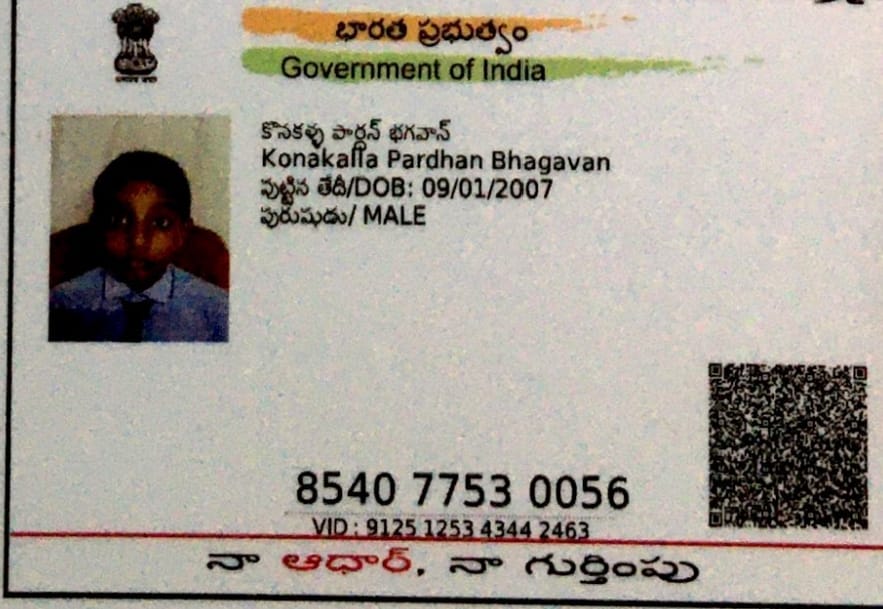 భారత ప్రభుత్వం
Government of India
కొనకళ్ళ పార్ధన్ భగవాన్
Konakalla Pardhan Bhagavan
పుట్టిన తేదీ/DOB: 09/01/2007
పురుషుడు/ MALE
8540 7753 0056
VID : 9125 1253 4344 2463
నా ఆధార్, నా గుర్తింపు